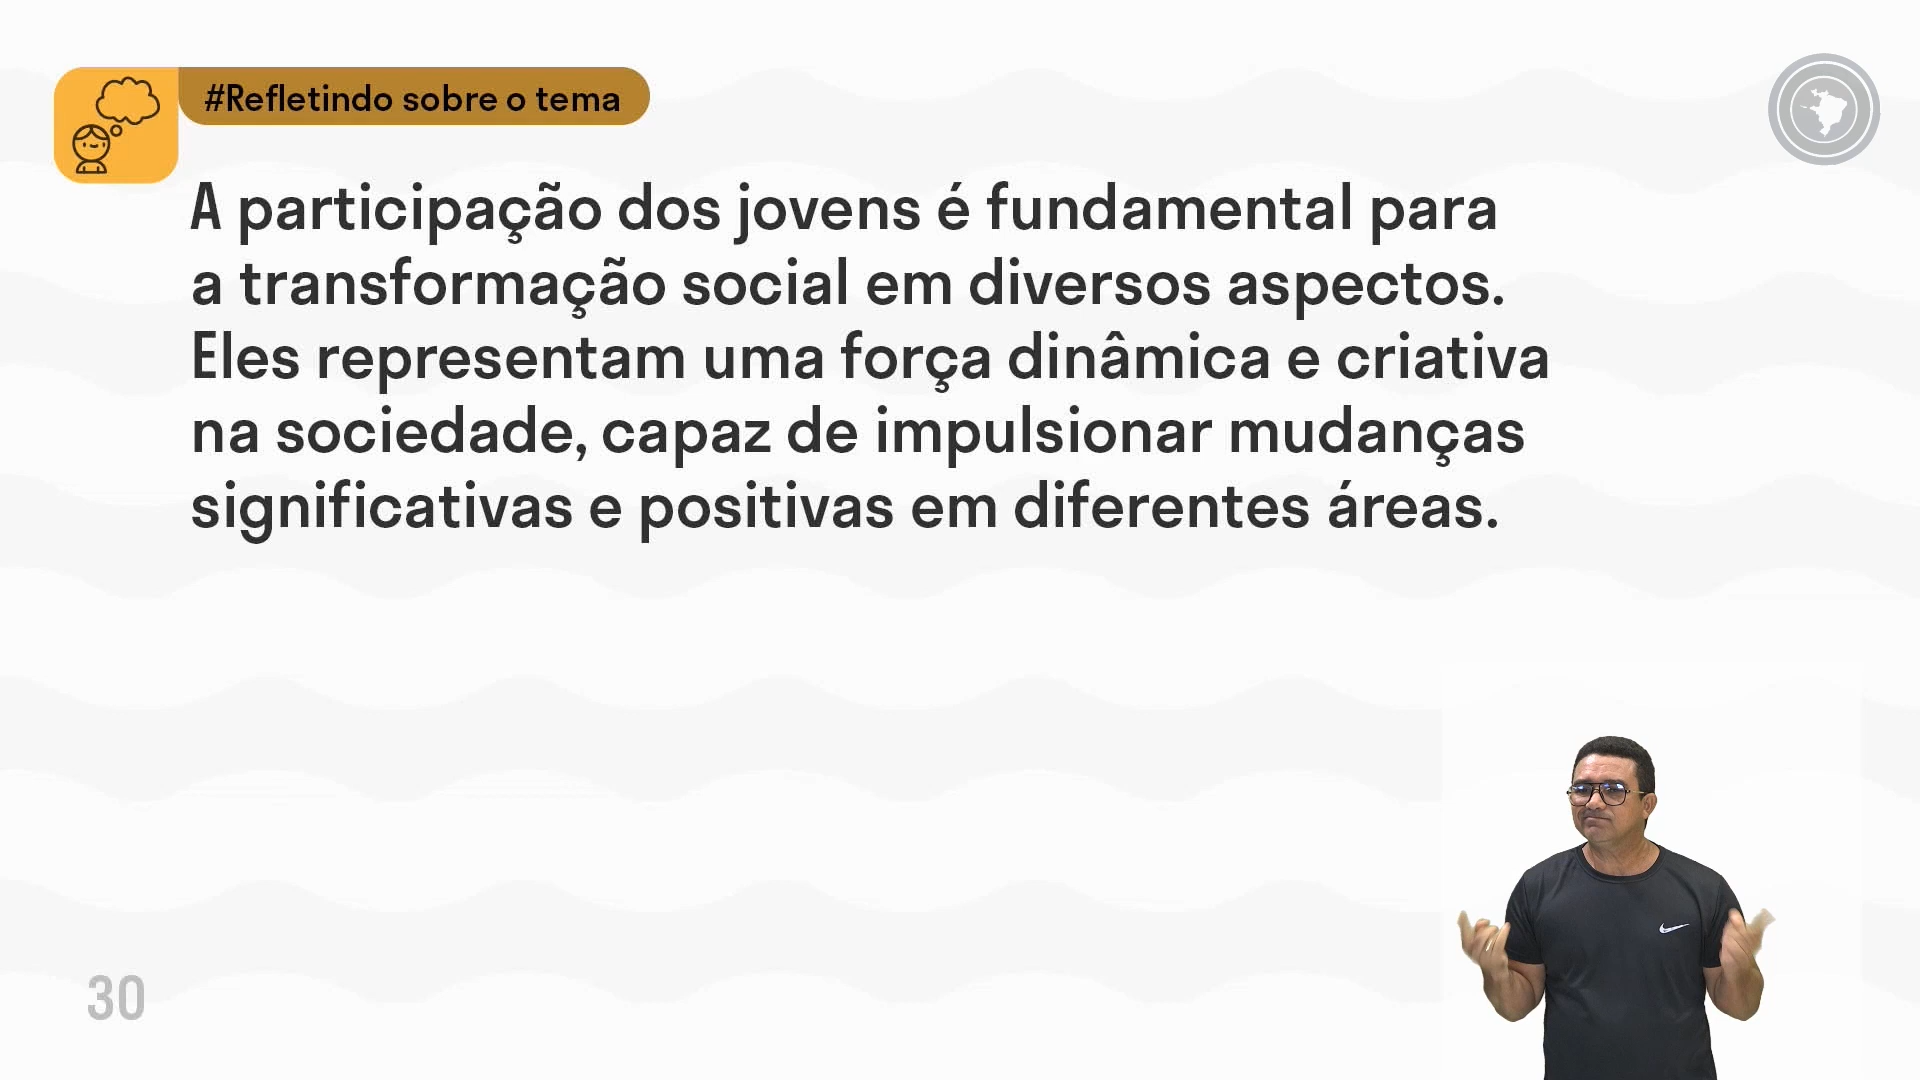 #Refletindo sobre o tema
A participação dos jovens é fundamental para
a transformação social em diversos aspectos.
Eles representam uma força dinâmica e criativa
na sociedade, capaz de impulsionar mudanças
significativas e positivas em diferentes áreas.
30